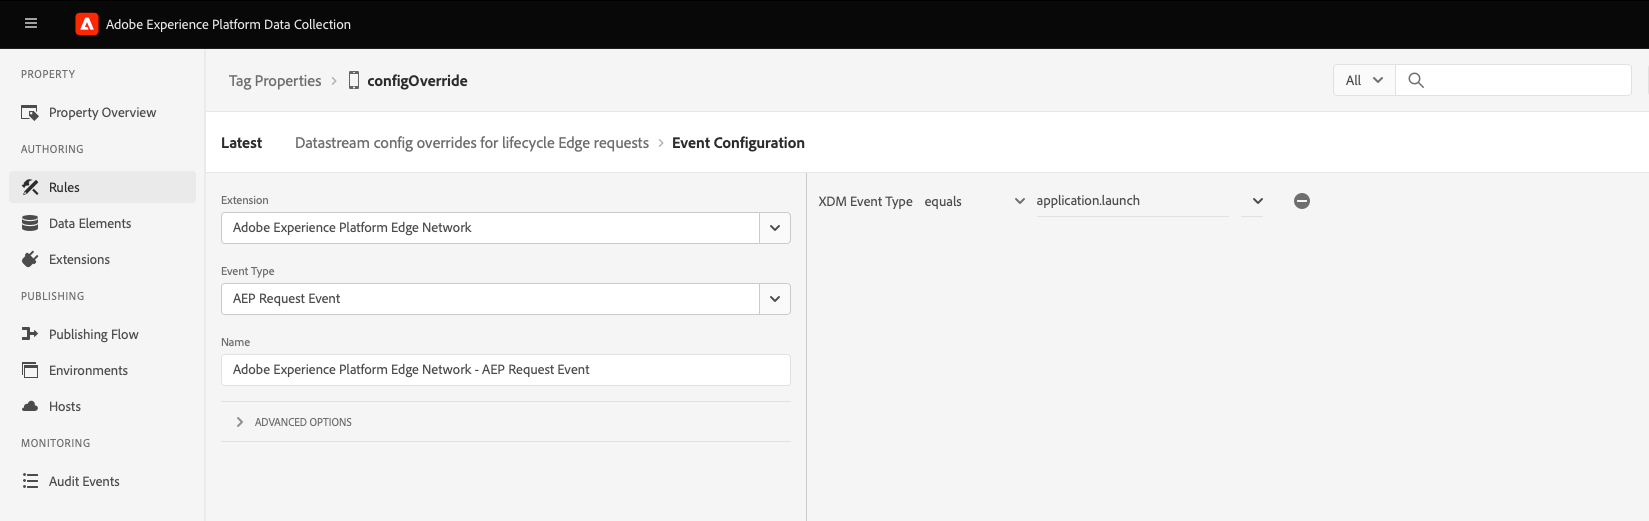 Adobe Experience Platform Data Collection
PROPERTY
Property Overview
AUTHORING
Rules
Data Elements
Extensions
PUBLISHING
Publishing Flow
Environments
Hosts
MONITORING
Audit Events
Tag Properties > configOverride
All
Latest Datastream config overrides for lifecycle Edge requests > Event Configuration
Extension
Adobe Experience Platform Edge Network
Event Type
AEP Request Event
Name
Adobe Experience Platform Edge Network - AEP Request Event
ADVANCED OPTIONS
XDM Event Type equals application.launch